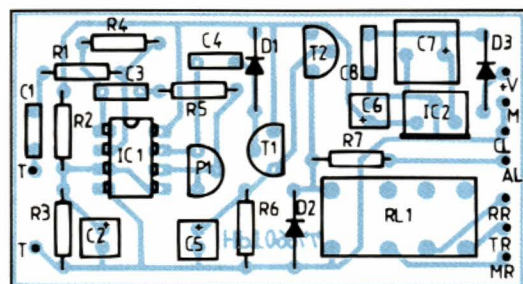 R4
R1
C4
D1
T2
C7
+
D3
C8
C1
C3
R5
+V
R2
C6
+
IC2
M
IC1
T1
R7
CL
T
P1
AL
R3
C2
+
C5
+
R6
D2
RL1
RR
TR
T
MR